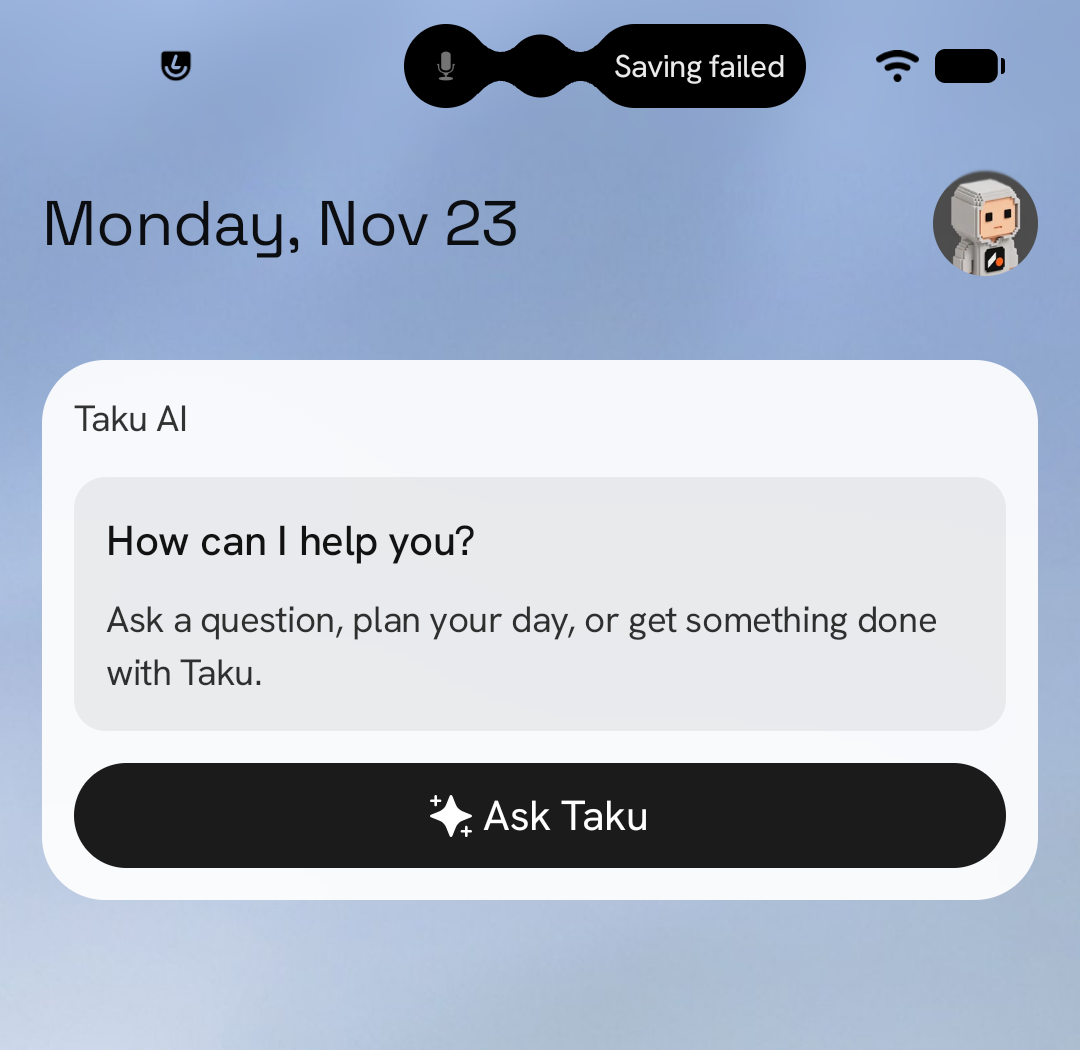 Saving failed
Monday, Nov 23
Taku AI
How can I help you?
Ask a question, plan your day, or get something done
with Taku.
Ask Taku